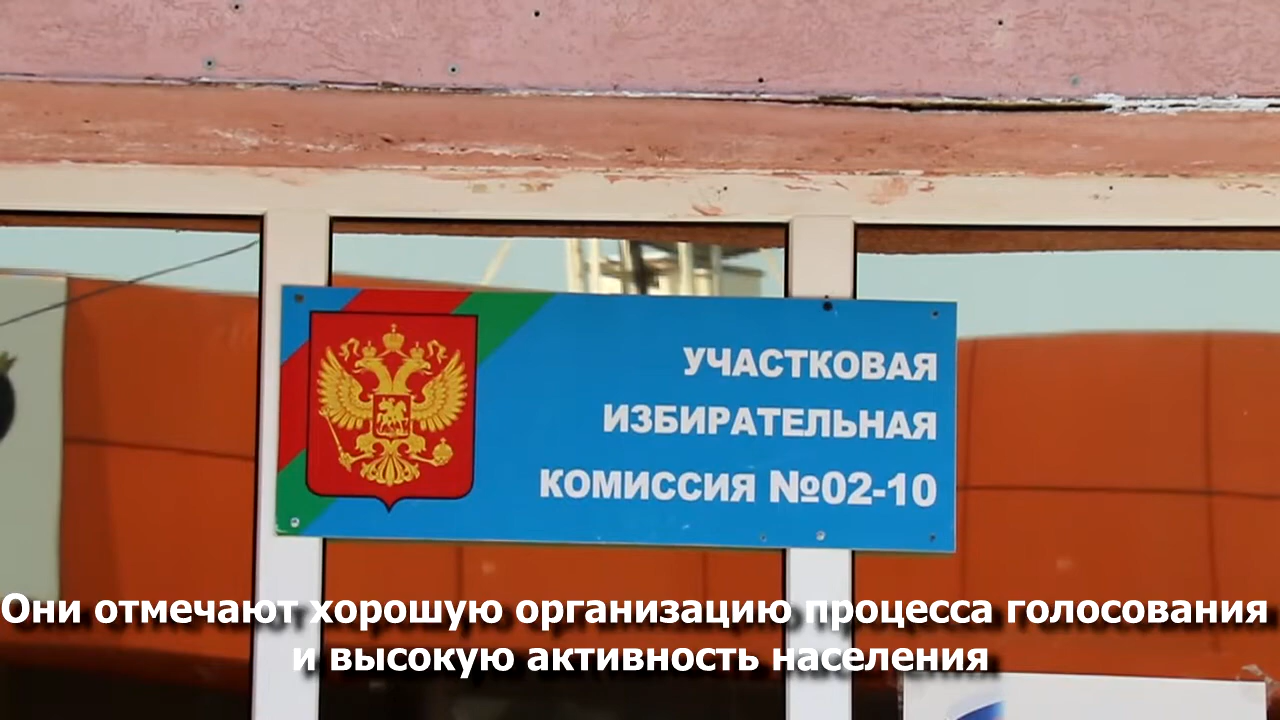 УЧАСТКОВАЯ
ИЗБИРАТЕЛЬНАЯ
КОМИССИЯ №02-10
Они отмечают хорошую организацию процесса голосования
и высокую активность населения